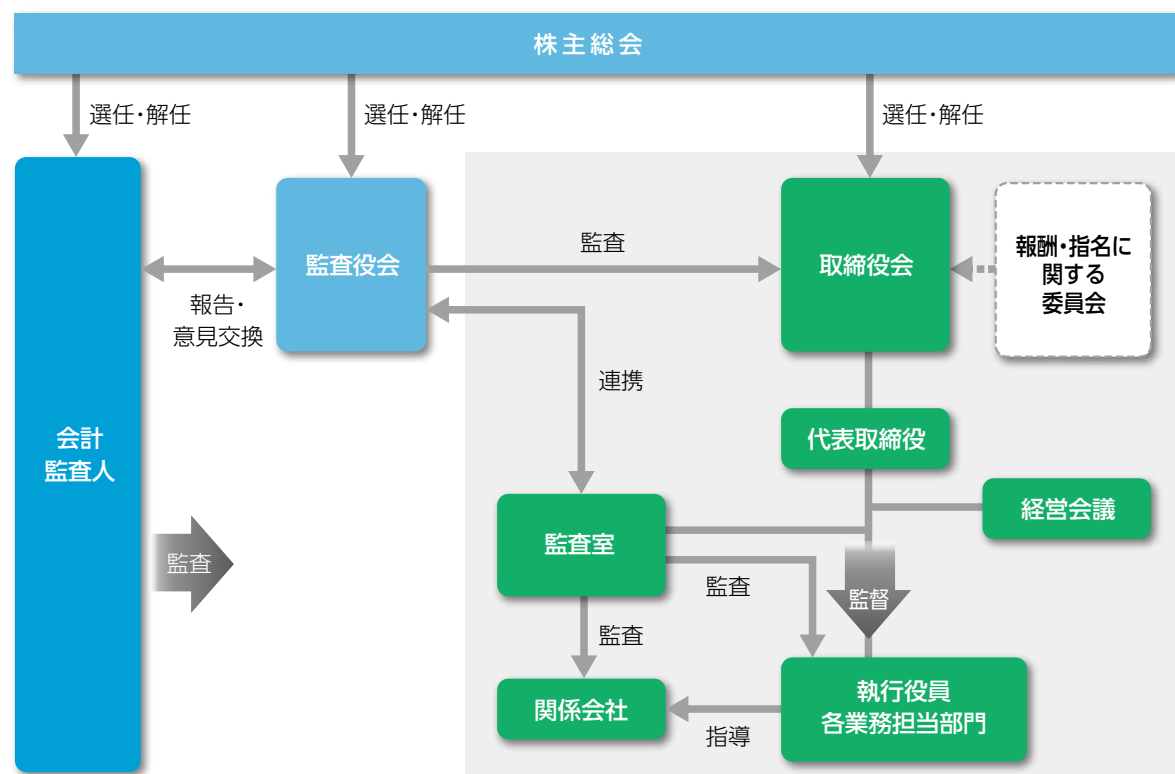 株主総会
選任・解任
選任・解任
選任・解任
会計
監査人
報告・
意見交換
監査役会
監査
取締役会
報酬・指名に
関する
委員会
連携
代表取締役
経営会議
監査
監査室
監査
監督
監査
関係会社
指導
執行役員
各業務担当部門